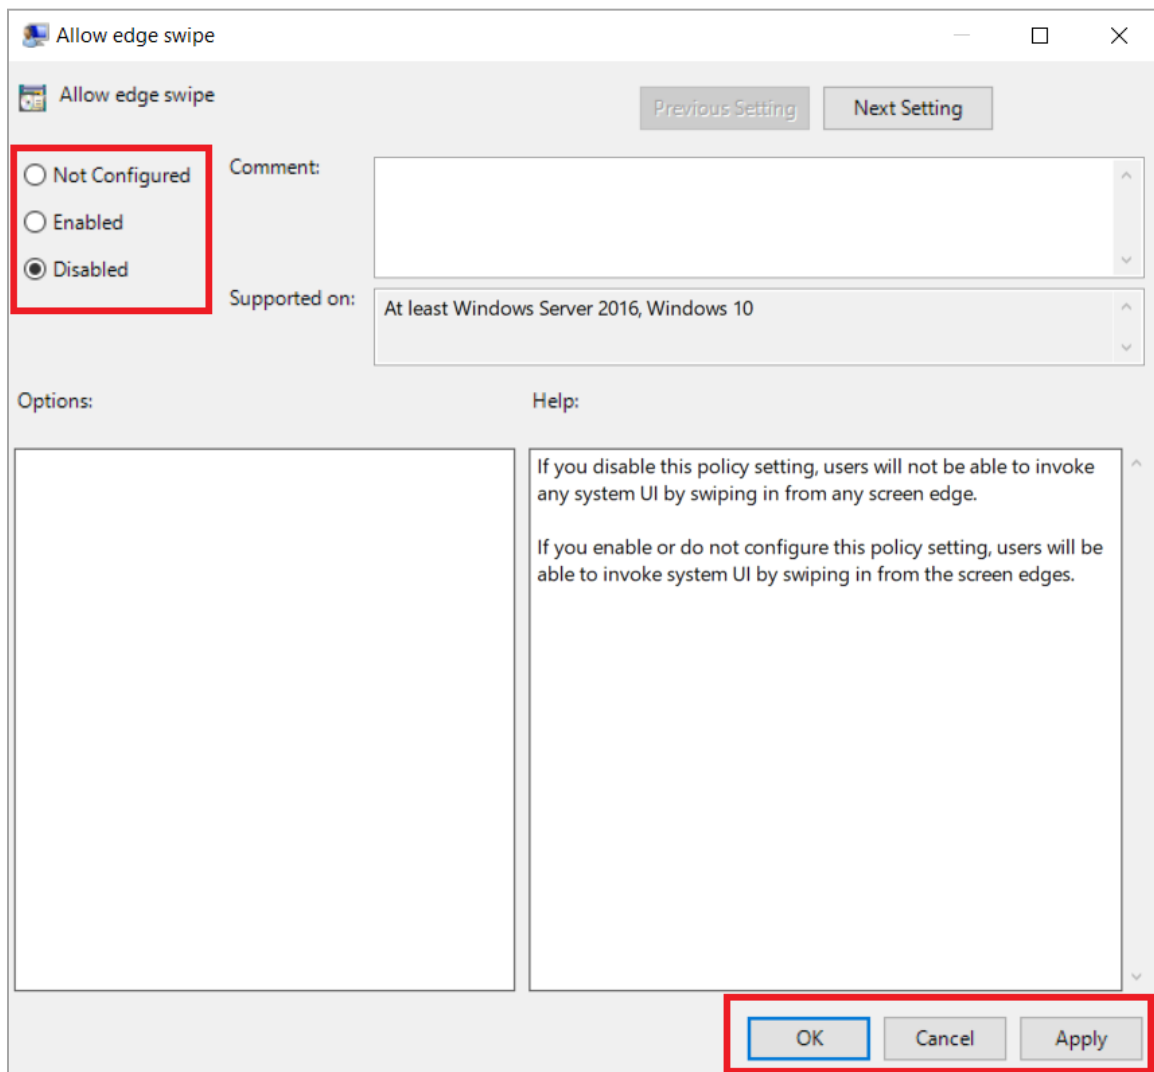 Allow edge swipe
Allow edge swipe
Previous Setting
Next Setting
Not Configured
Enabled
Disabled
Comment:
Supported on:
At least Windows Server 2016, Windows 10
Options:
Help:
If you disable this policy setting, users will not be able to invoke
any system UI by swiping in from any screen edge.
If you enable or do not configure this policy setting, users will be
able to invoke system UI by swiping in from the screen edges.
OK
Cancel
Apply